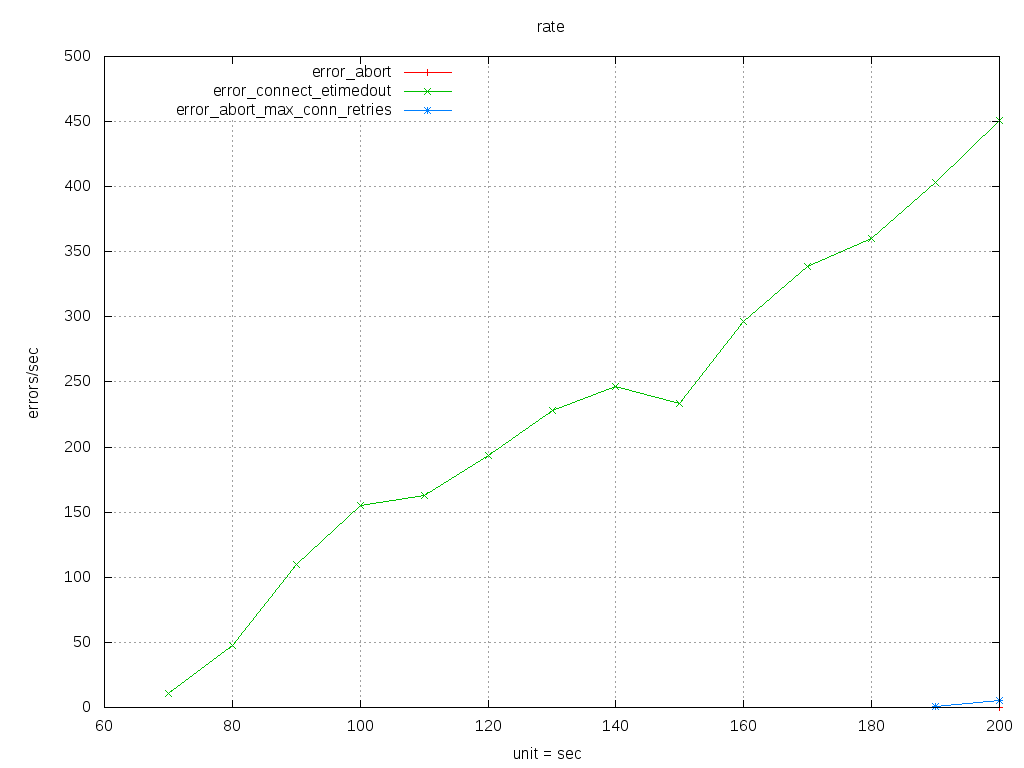 rate
error_abort
error_connect_etimedout
error_abort_max_conn_retries
500
450
400
350
300
250
200
150
100
50
0
errors/sec
60 80 100 120 140 160 180 200
unit = sec